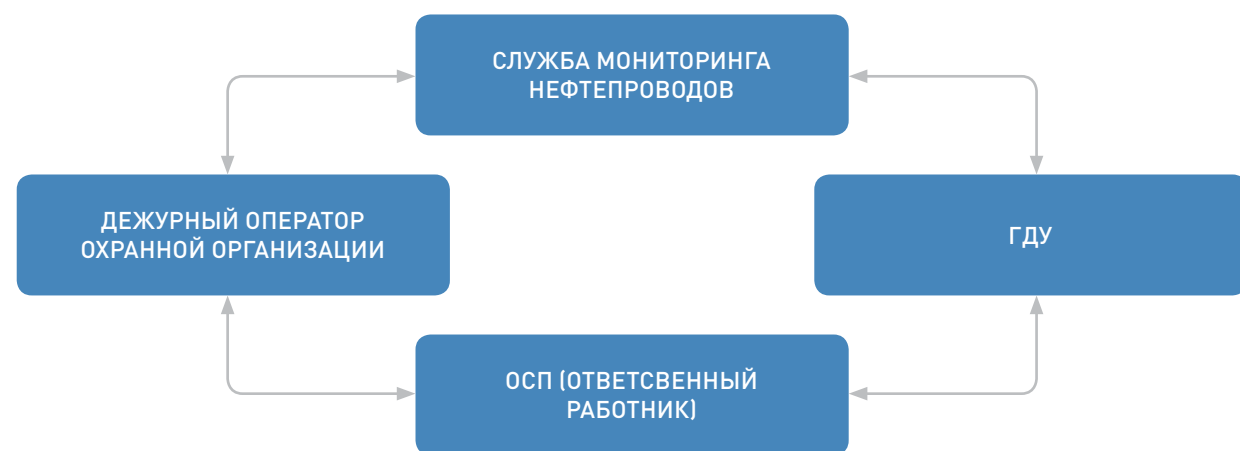 СЛУЖБА МОНИТОРИНГА
НЕФТЕПРОВОДОВ
ДЕЖУРНЫЙ ОПЕРАТОР
ОХРАННОЙ ОРГАНИЗАЦИИ
ГДУ
ОСП (ОТВЕТСВЕННЫЙ
РАБОТНИК)